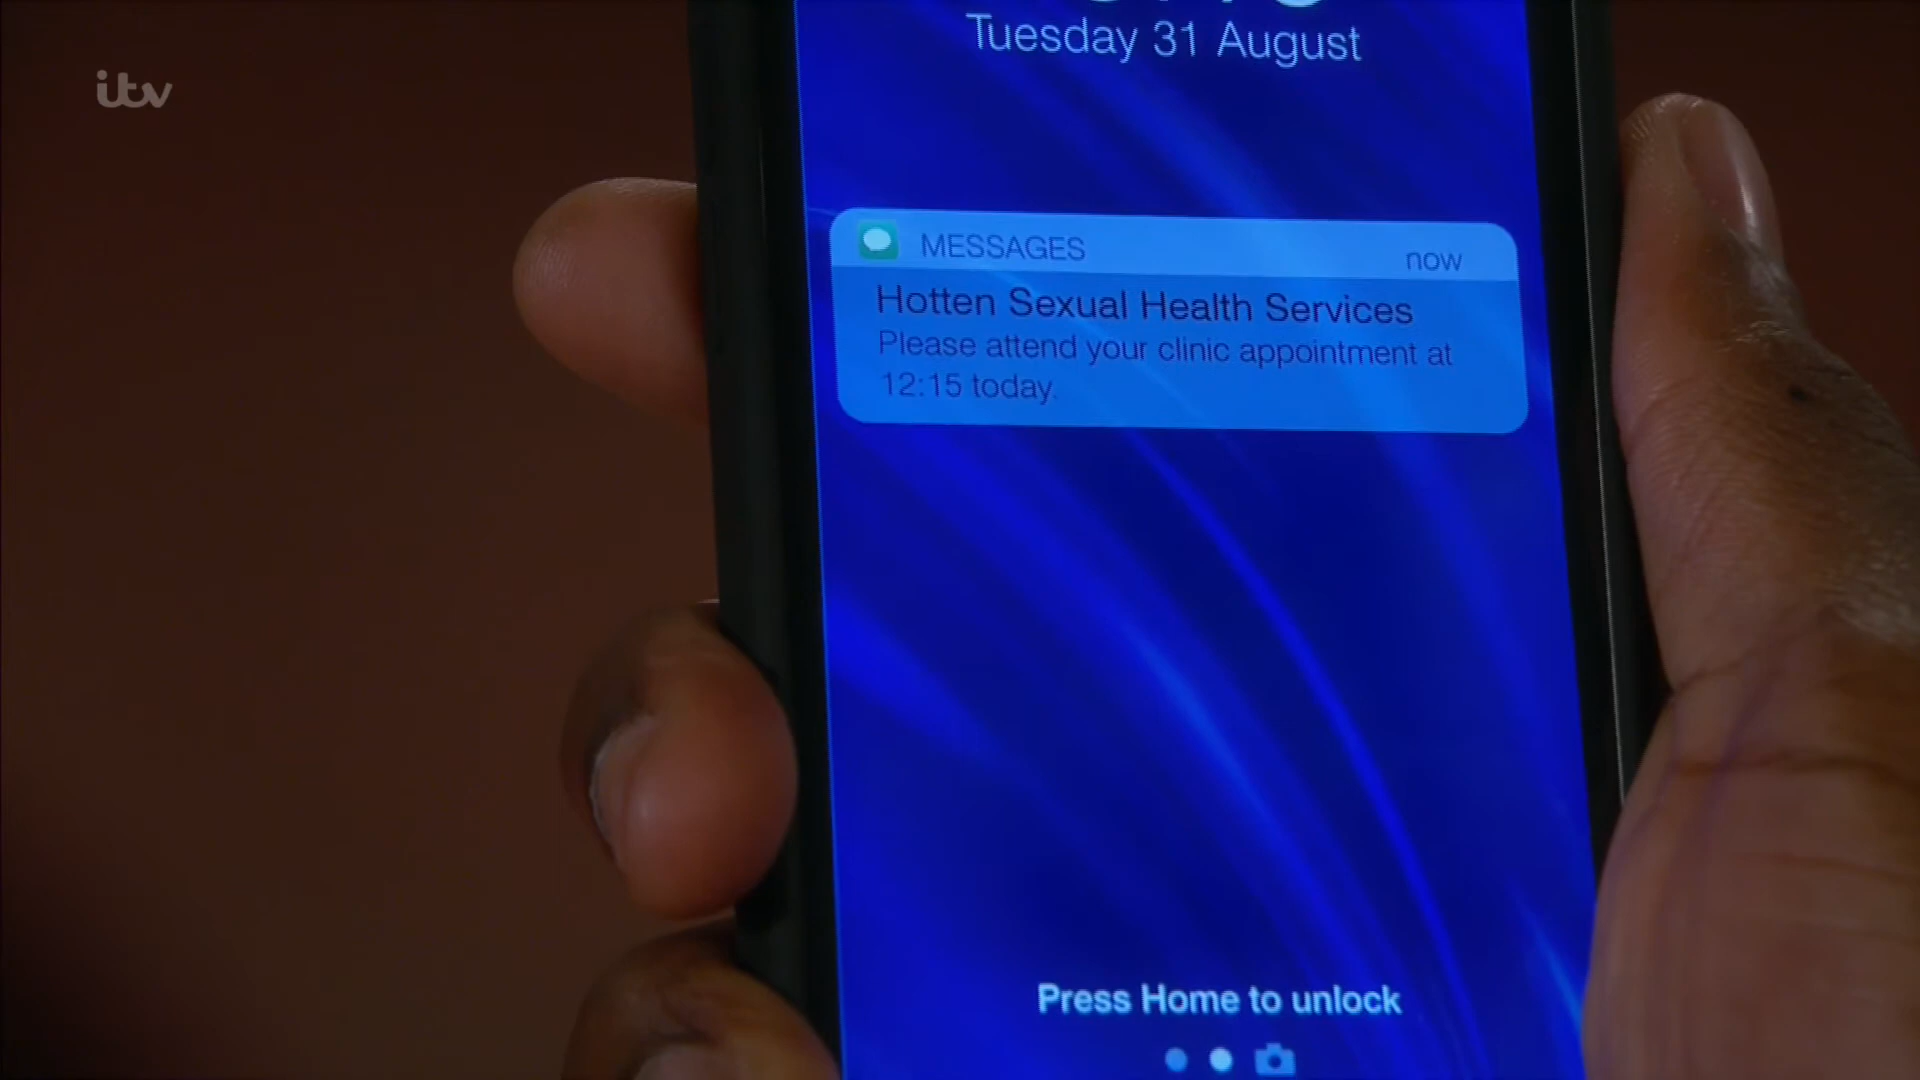 Tuesday 31 August
itv
MESSAGES now
Hotten Sexual Health Services
Please attend your clinic appointment at
12:15 today.
Press Home to unlock